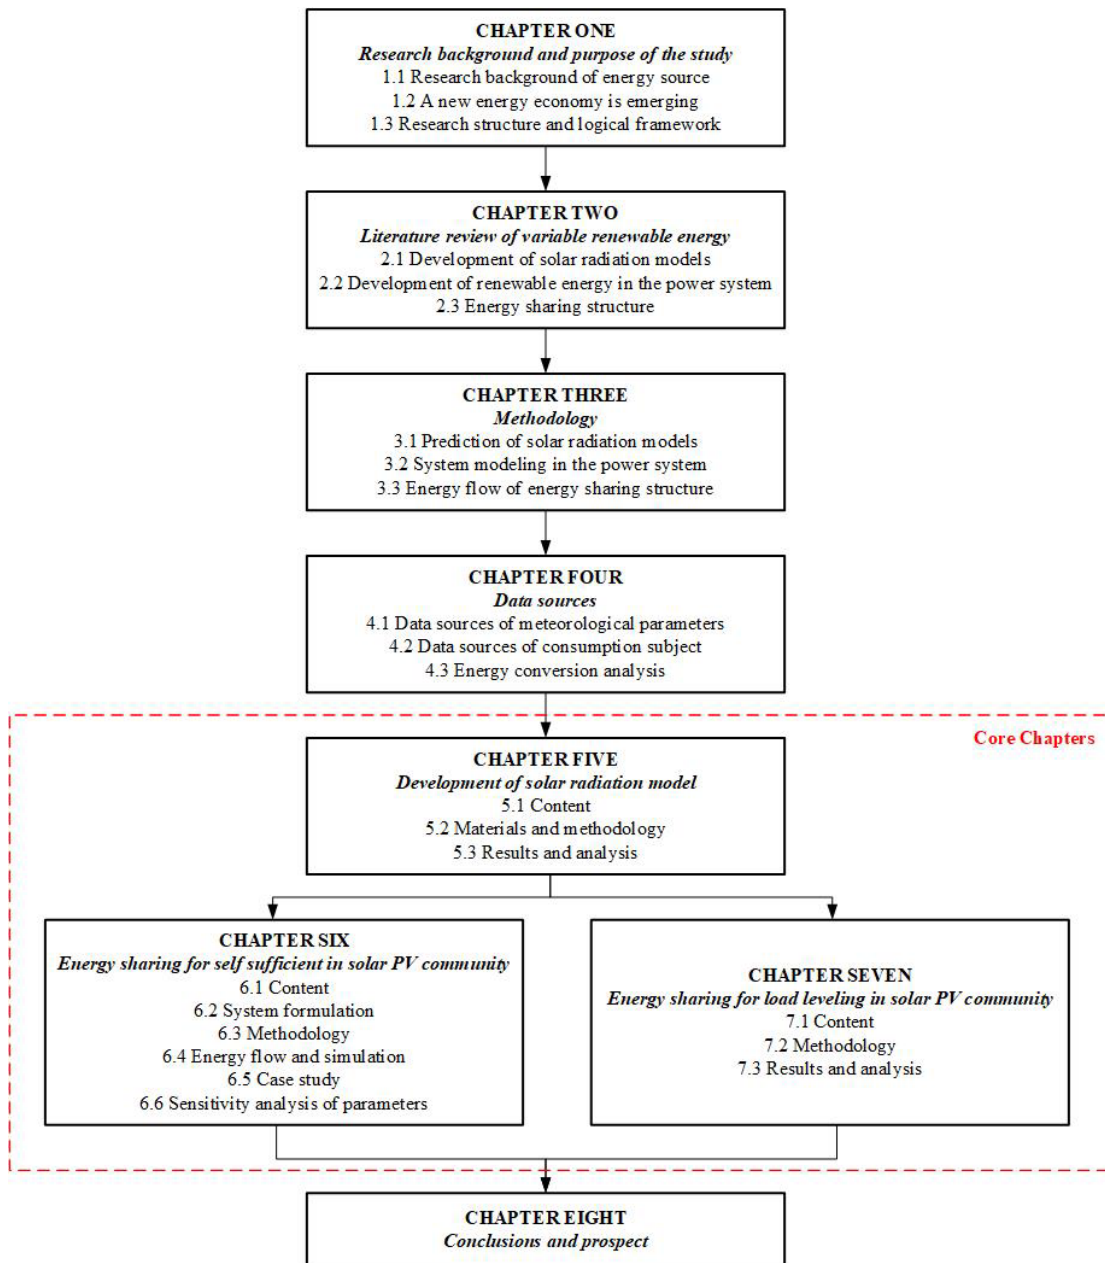 CHAPTER ONE
Research background and purpose of the study
1.1 Research background of energy source
1.2 A new energy economy is emerging
1.3 Research structure and logical framework
CHAPTER TWO
Literature review of variable renewable energy
2.1 Development of solar radiation models
2.2 Development of renewable energy in the power system
2.3 Energy sharing structure
CHAPTER THREE
Methodology
3.1 Prediction of solar radiation models
3.2 System modeling in the power system
3.3 Energy flow of energy sharing structure
CHAPTER FOUR
Data sources
4.1 Data sources of meteorological parameters
4.2 Data sources of consumption subject
4.3 Energy conversion analysis
Core Chapters
CHAPTER FIVE
Development of solar radiation model
5.1 Content
5.2 Materials and methodology
5.3 Results and analysis
CHAPTER SIX
Energy sharing for self sufficient in solar PV community
6.1 Content
6.2 System formulation
6.3 Methodology
6.4 Energy flow and simulation
6.5 Case study
6.6 Sensitivity analysis of parameters
CHAPTER SEVEN
Energy sharing for load leveling in solar PV community
7.1 Content
7.2 Methodology
7.3 Results and analysis
CHAPTER EIGHT
Conclusions and prospect